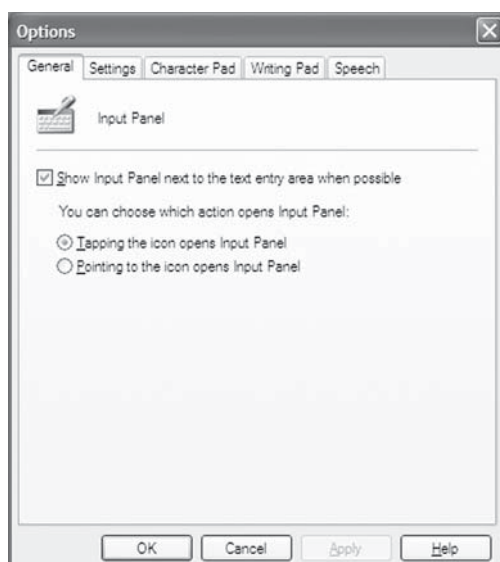 Options
General Settings Character Pad Writing Pad Speech
Input Panel
Show Input Panel next to the text entry area when possible
You can choose which action opens Input Panel:
Tapping the icon opens Input Panel
Pointing to the icon opens Input Panel
OK Cancel Apply Help